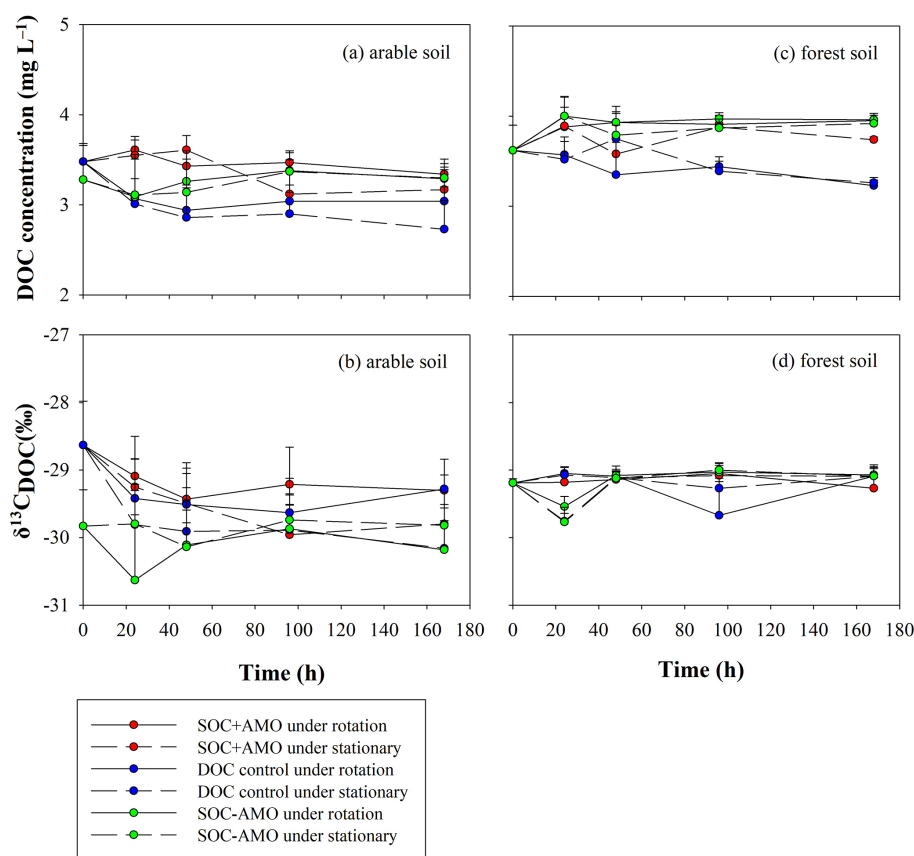 DOC concentration (mg L⁻¹)
5
4
3
2
(a) arable soil
(c) forest soil
δ¹³C_DOC(‰)
-27
-28
-29
-30
-31
(b) arable soil
(d) forest soil
0 20 40 60 80 100 120 140 160 180
0 20 40 60 80 100 120 140 160 180
Time (h)
Time (h)
SOC+AMO under rotation
SOC+AMO under stationary
DOC control under rotation
DOC control under stationary
SOC-AMO under rotation
SOC-AMO under stationary